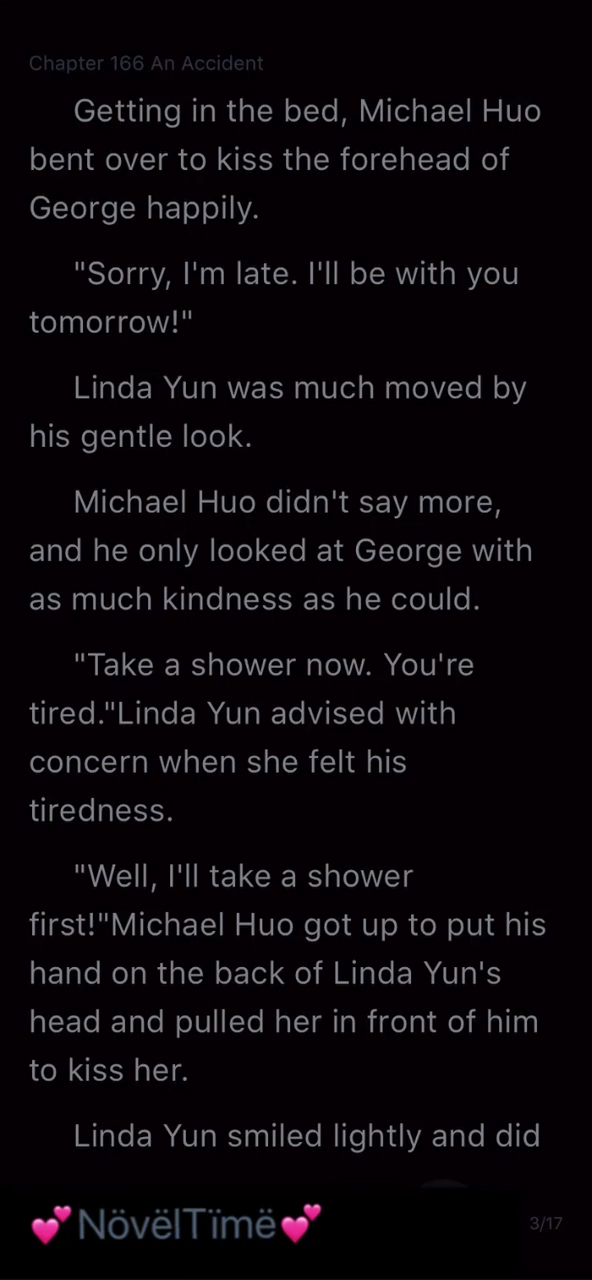 Chapter 166 An Accident
Getting in the bed, Michael Huo
bent over to kiss the forehead of
George happily.
"Sorry, I'm late. I'll be with you
tomorrow!"
Linda Yun was much moved by
his gentle look.
Michael Huo didn't say more,
and he only looked at George with
as much kindness as he could.
"Take a shower now. You're
tired."Linda Yun advised with
concern when she felt his
tiredness.
"Well, I'll take a shower
first!"Michael Huo got up to put his
hand on the back of Linda Yun's
head and pulled her in front of him
to kiss her.
Linda Yun smiled lightly and did
💕NövëlTïmë💕
3/17